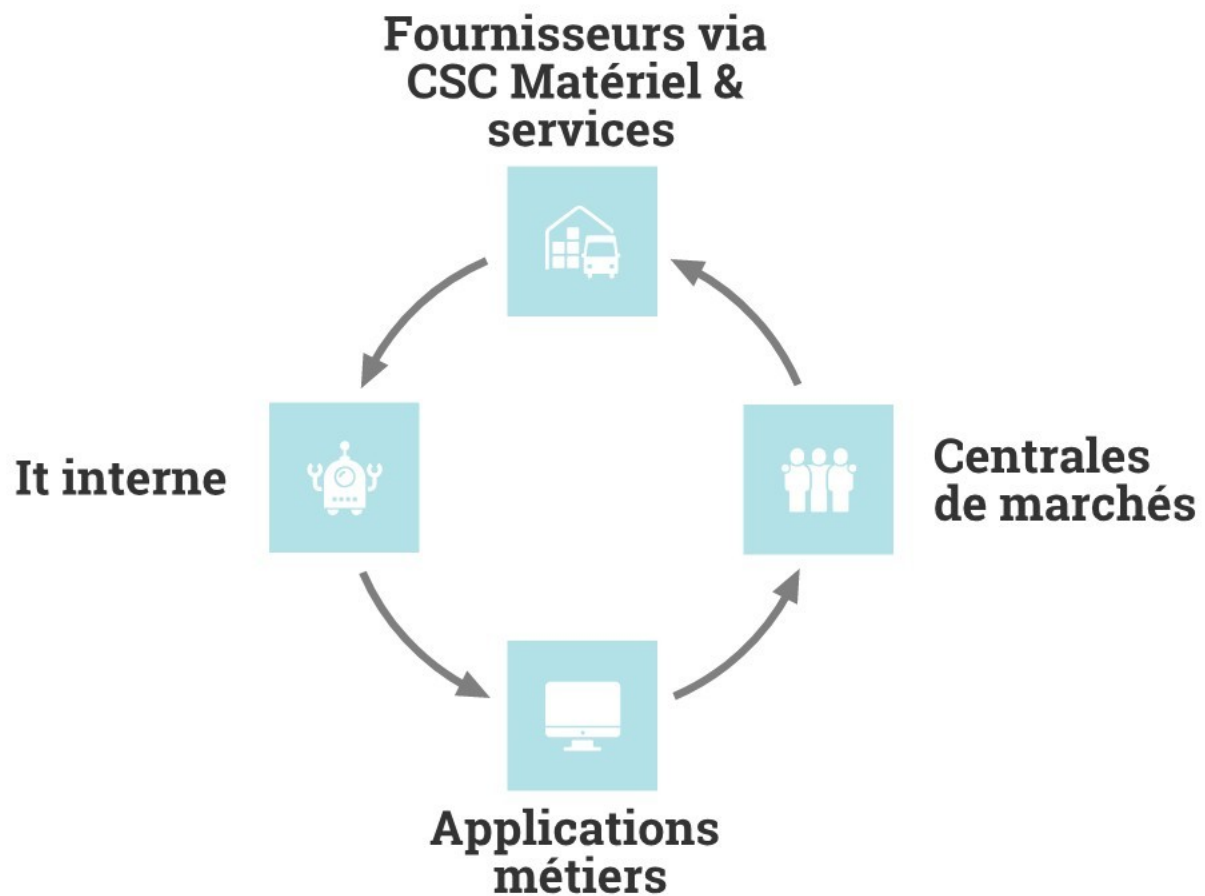 Fournisseurs via
CSC Matériel &
services
It interne
Centrales
de marchés
Applications
métiers